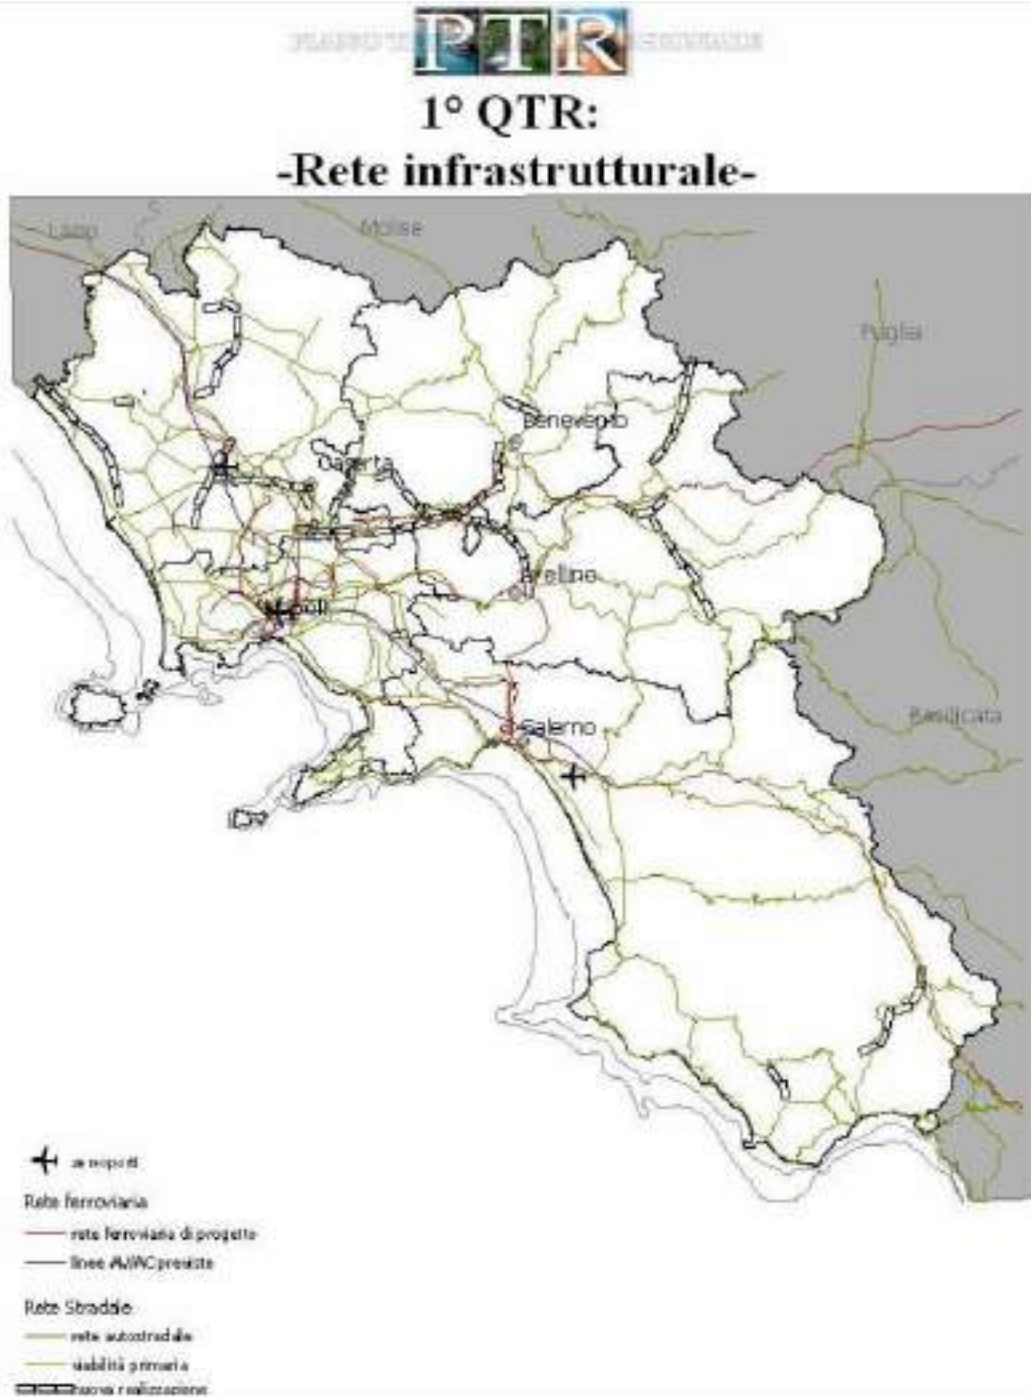 PTR
1° QTR:
-Rete infrastrutturale-
Lazio
Molise
Puglia
Benevento
Caserta
Avellino
Napoli
Salerno
Basilicata
aeroporti
Rete ferroviaria
rete ferroviaria di progetto
linee AV/AC previste
Rete Stradale
rete autostradale
viabilità primaria
nuova realizzazione